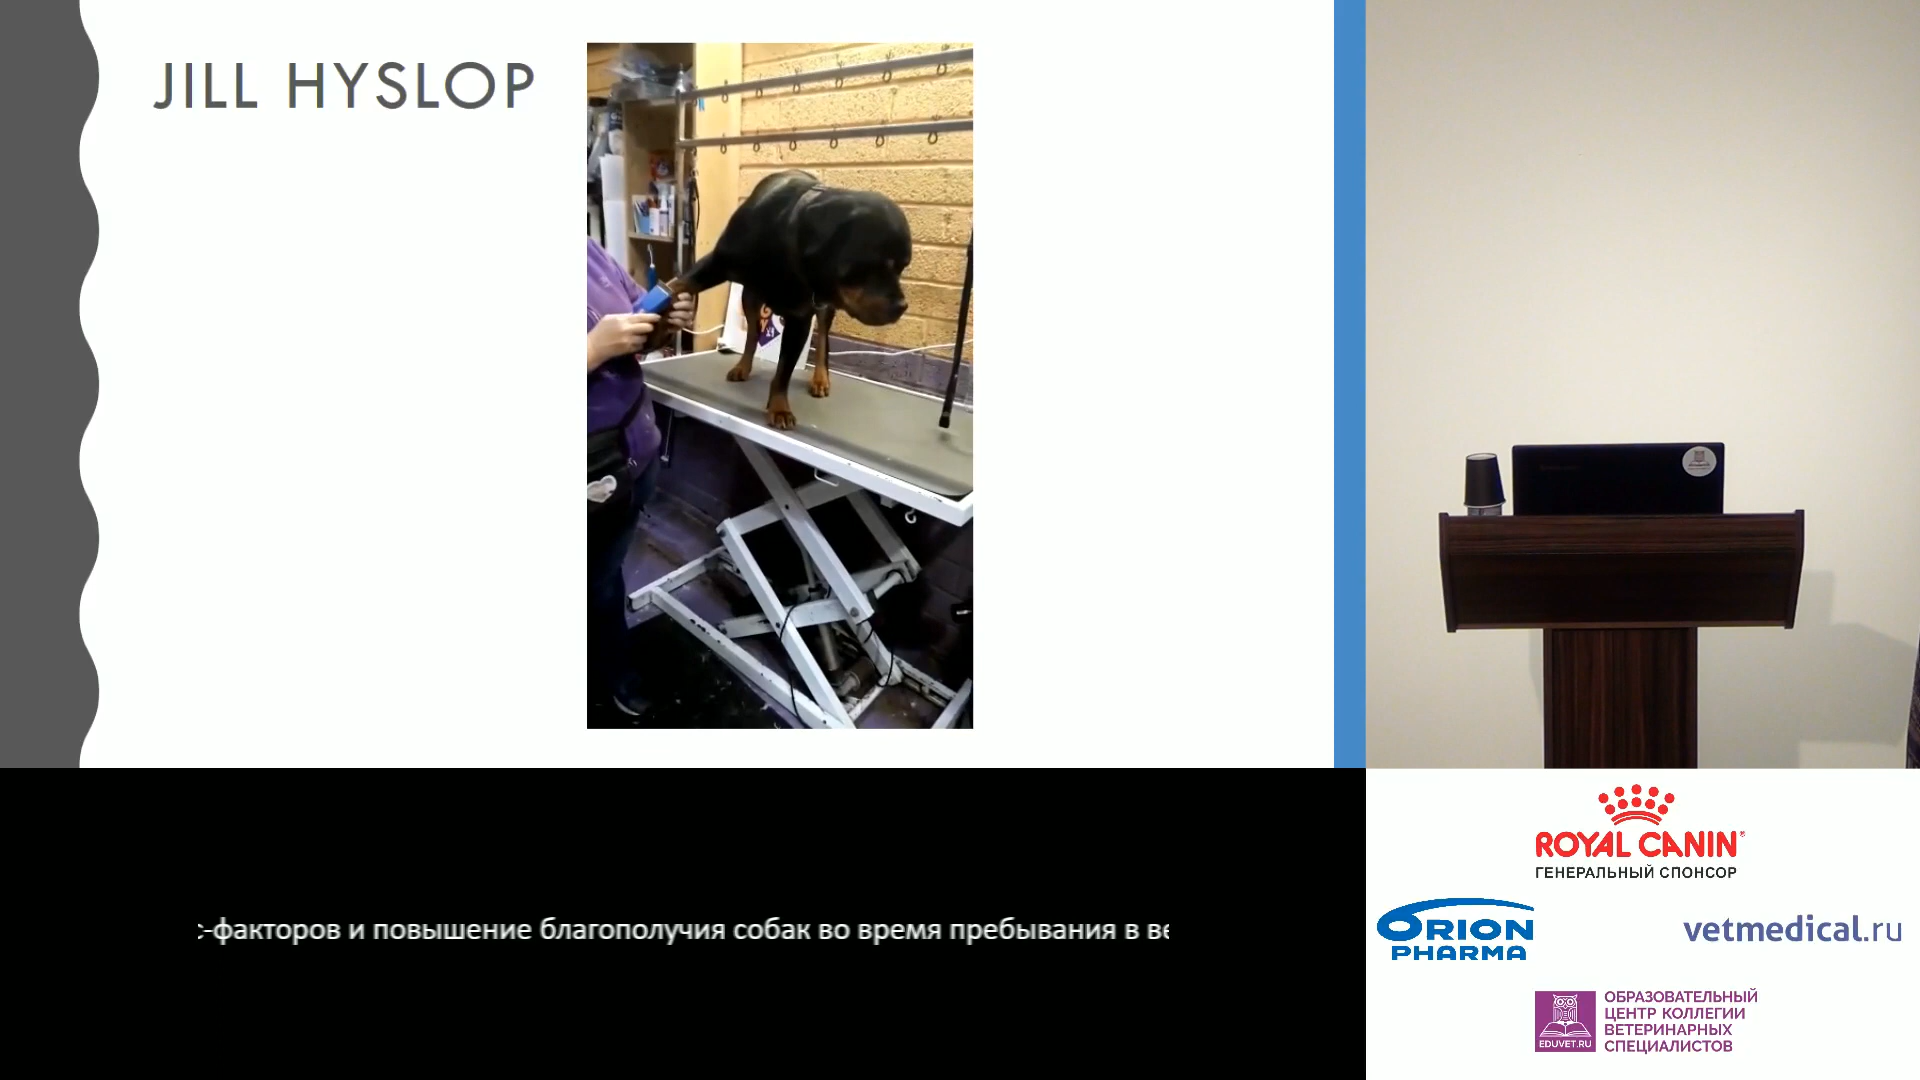 JILL HYSLOP
-факторов и повышение благополучия собак во время пребывания в
ROYAL CANIN
ГЕНЕРАЛЬНЫЙ СПОНСОР
ORION
PHARMA
vetmedical.ru
EDUVET.RU
ОБРАЗОВАТЕЛЬНЫЙ
ЦЕНТР КОЛЛЕГИИ
ВЕТЕРИНАРНЫХ
СПЕЦИАЛИСТОВ